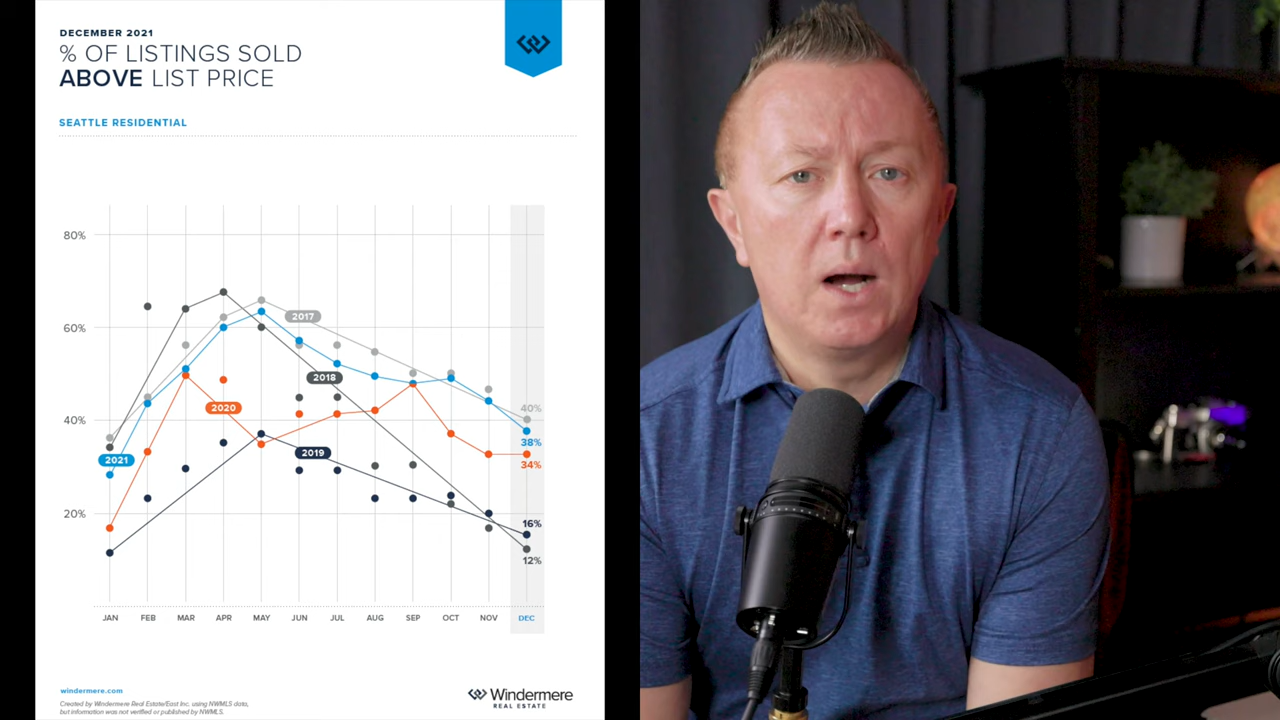 DECEMBER 2021
% OF LISTINGS SOLD
ABOVE LIST PRICE
SEATTLE RESIDENTIAL
80%
60%
40%
20%
2017
2018
2020
2019
2021
40%
38%
34%
16%
12%
JAN FEB MAR APR MAY JUN JUL AUG SEP OCT NOV DEC
windermere.com
Created by Windermere Real Estate/East Inc. using NWMLS data,
but information was not verified or published by NWMLS.
Windermere
REAL ESTATE